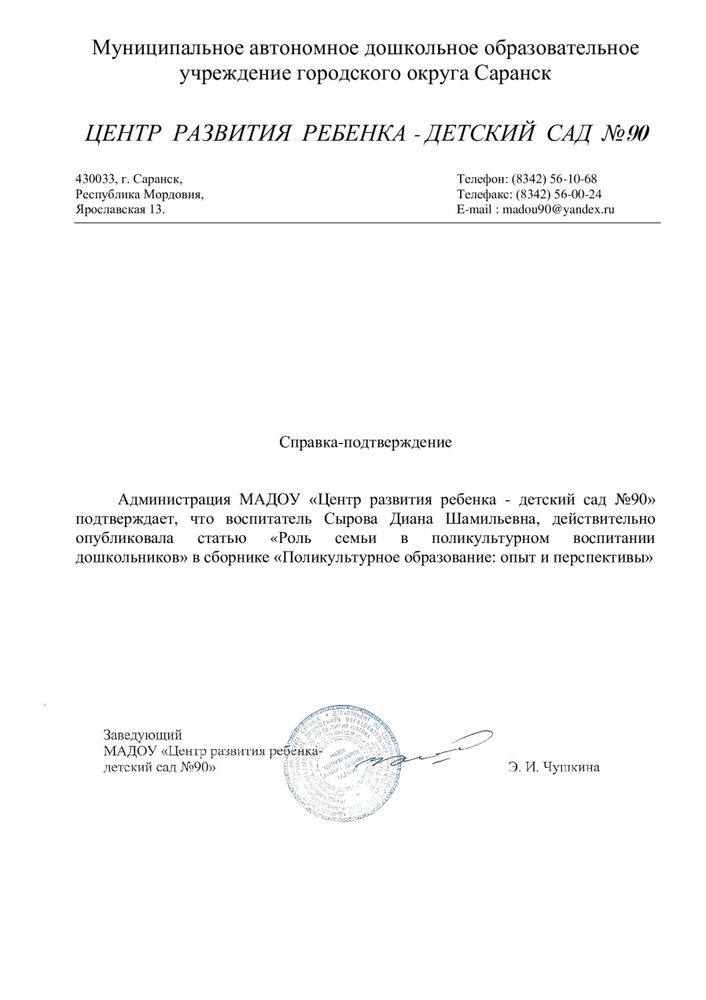 Муниципальное автономное дошкольное образовательное
учреждение городского округа Саранск
ЦЕНТР РАЗВИТИЯ РЕБЕНКА - ДЕТСКИЙ САД №90
430033, г. Саранск,
Республика Мордовия,
Ярославская 13.
Телефон: (8342) 56-10-68
Телефакс: (8342) 56-00-24
E-mail : madou90@yandex.ru
Справка-подтверждение
Администрация МАДОУ «Центр развития ребенка - детский сад №90»
подтверждает, что воспитатель Сырова Диана Шамильевна, действительно
опубликовала статью «Роль семьи в поликультурном воспитании
дошкольников» в сборнике «Поликультурное образование: опыт и перспективы»
Заведующий
МАДОУ «Центр развития ребенка-
детский сад №90»
Э. И. Чушкина